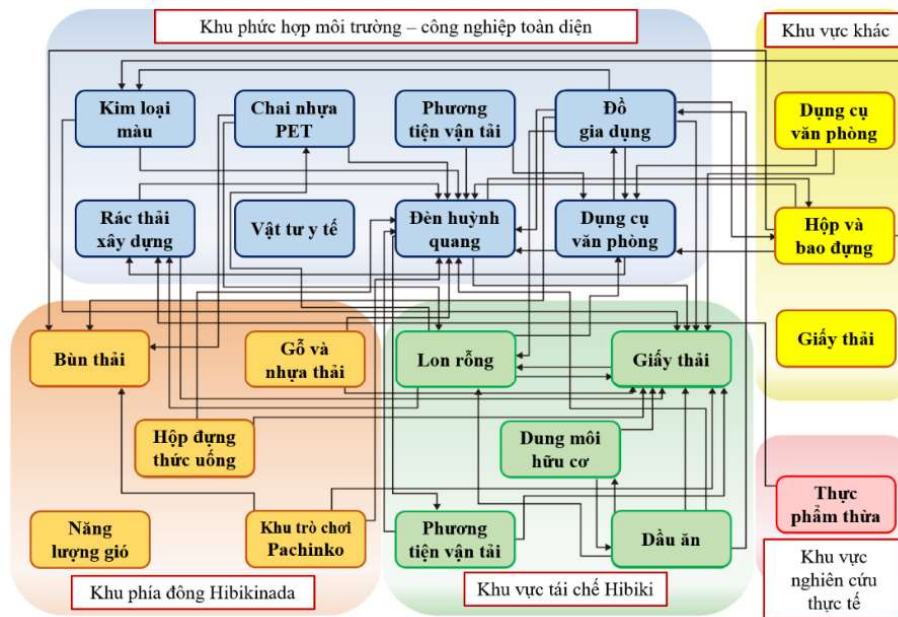 Khu phức hợp môi trường – công nghiệp toàn diện
Khu vực khác
Kim loại
màu
Chai nhựa
PET
Phương
tiện vận tải
Đồ
gia dụng
Dụng cụ
văn phòng
Rác thải
xây dựng
Vật tư y tế
Đèn huỳnh
quang
Dụng cụ
văn phòng
Hộp và
bao đựng
Bùn thải
Gỗ và
nhựa thải
Lon rỗng
Giấy thải
Giấy thải
Hộp đựng
thức uống
Dung môi
hữu cơ
Năng
lượng gió
Khu trò chơi
Pachinko
Phương
tiện vận tải
Dầu ăn
Thực
phẩm thừa
Khu phía đông Hibikinada
Khu vực tái chế Hibiki
Khu vực
nghiên cứu
thực tế